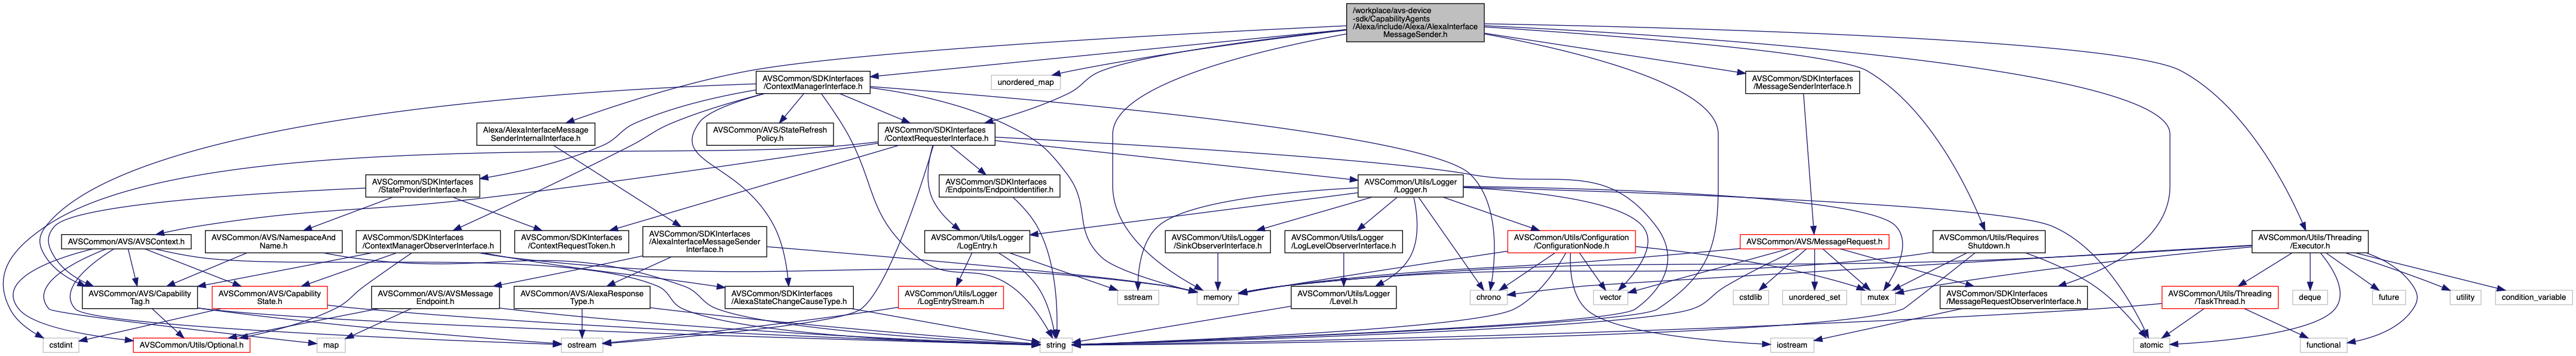 /workplace/avs-device
-sdk/CapabilityAgents
/Alexa/include/Alexa/AlexaInterface
MessageSender.h
AVSCommon/SDKInterfaces
/ContextManagerInterface.h
unordered_map
AVSCommon/SDKInterfaces
/MessageSenderInterface.h
Alexa/AlexaInterfaceMessage
SenderInternalInterface.h
AVSCommon/AVS/StateRefresh
Policy.h
AVSCommon/SDKInterfaces
/ContextRequesterInterface.h
AVSCommon/SDKInterfaces
/StateProviderInterface.h
AVSCommon/SDKInterfaces
/Endpoints/EndpointIdentifier.h
AVSCommon/Utils/Logger
/Logger.h
AVSCommon/AVS/AVSContext.h
AVSCommon/AVS/NamespaceAnd
Name.h
AVSCommon/SDKInterfaces
/ContextManagerObserverInterface.h
AVSCommon/SDKInterfaces
/ContextRequestToken.h
AVSCommon/SDKInterfaces
/AlexaInterfaceMessageSender
Interface.h
AVSCommon/Utils/Logger
/LogEntry.h
AVSCommon/Utils/Logger
/SinkObserverInterface.h
AVSCommon/Utils/Logger
/LogLevelObserverInterface.h
AVSCommon/Utils/Configuration
/ConfigurationNode.h
AVSCommon/AVS/MessageRequest.h
AVSCommon/Utils/Requires
Shutdown.h
AVSCommon/Utils/Threading
/Executor.h
AVSCommon/AVS/Capability
Tag.h
AVSCommon/AVS/Capability
State.h
AVSCommon/AVS/AVSMessage
Endpoint.h
AVSCommon/AVS/AlexaResponse
Type.h
AVSCommon/SDKInterfaces
/AlexaStateChangeCauseType.h
AVSCommon/Utils/Logger
/LogEntryStream.h
sstream
memory
AVSCommon/Utils/Logger
/Level.h
chrono
vector
cstdlib
unordered_set
mutex
AVSCommon/SDKInterfaces
/MessageRequestObserverInterface.h
AVSCommon/Utils/Threading
/TaskThread.h
deque
future
utility
condition_variable
cstdint
AVSCommon/Utils/Optional.h
map
ostream
string
iostream
atomic
functional